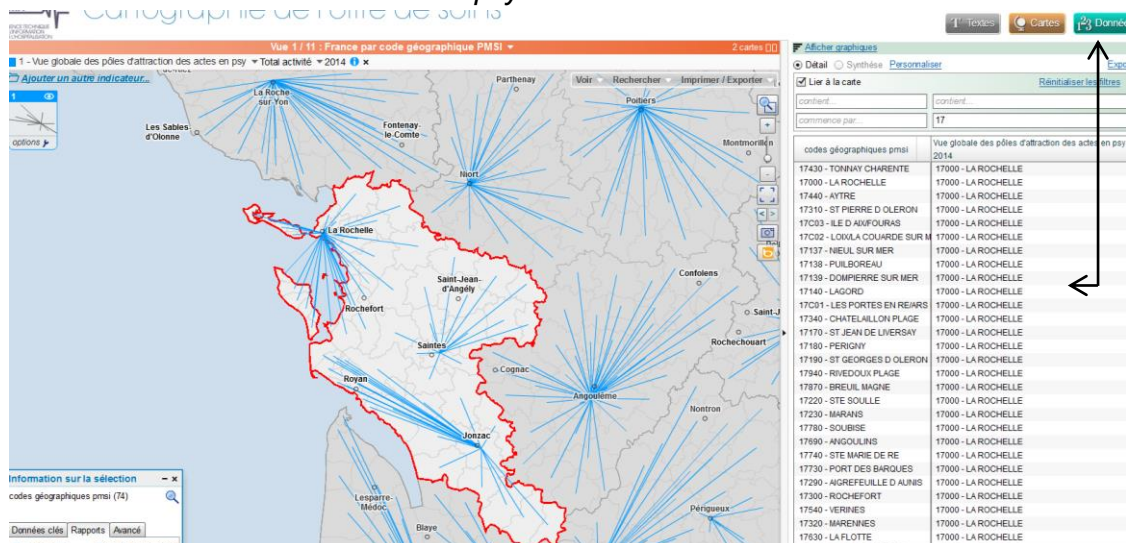 psy
ENCE TECHNIQUE
L'INFORMATION
L'HOSPITALISATION
Cartographie de l'offre de soins
Textes
Cartes
123 Donné
Vue 1 / 11 : France par code géographique PMSI
2 cartes
1 - Vue globale des pôles d'attraction des actes en psy Total activité 2014
Ajouter un autre indicateur...
1
options
Voir
Rechercher
Imprimer / Exporter
La Roche
sur-Yon
Parthenay
Poitiers
Les Sables-
d'Olonne
Fontenay-
le-Comte
Montmorillon
Niort
La Rochelle
Saint-Jean-
d'Angély
Confolens
Rochefort
Saint-J
Rochechouart
Saintes
Cognac
Royan
Angoulême
Nontron
Jonzac
Lesparre-
Médoc
Blaye
Périgueux
Information sur la sélection
codes géographiques pmsi (74)
Données clés
Rapports
Avancé
Afficher graphiques
Détail
Synthèse
Personnaliser
Expo
Lier à la carte
Réinitialiser les filtres
contient...
contient...
commence par...
17
codes géographiques pmsi
Vue globale des pôles d'attraction des actes en psy
2014
17430 - TONNAY CHARENTE 17000 - LA ROCHELLE
17000 - LA ROCHELLE 17000 - LA ROCHELLE
17440 - AYTRE 17000 - LA ROCHELLE
17310 - ST PIERRE D OLERON 17000 - LA ROCHELLE
17C03 - ILE D AIX/FOURAS 17000 - LA ROCHELLE
17C02 - LOIX/LA COUARDE SUR M 17000 - LA ROCHELLE
17137 - NIEUL SUR MER 17000 - LA ROCHELLE
17138 - PUILBOREAU 17000 - LA ROCHELLE
17139 - DOMPIERRE SUR MER 17000 - LA ROCHELLE
17140 - LAGORD 17000 - LA ROCHELLE
17C01 - LES PORTES EN RE/ARS 17000 - LA ROCHELLE
17340 - CHATELAILLON PLAGE 17000 - LA ROCHELLE
17170 - ST JEAN DE LIVERSAY 17000 - LA ROCHELLE
17180 - PERIGNY 17000 - LA ROCHELLE
17190 - ST GEORGES D OLERON 17000 - LA ROCHELLE
17940 - RIVEDOUX PLAGE 17000 - LA ROCHELLE
17870 - BREUIL MAGNE 17000 - LA ROCHELLE
17220 - STE SOULLE 17000 - LA ROCHELLE
17230 - MARANS 17000 - LA ROCHELLE
17780 - SOUBISE 17000 - LA ROCHELLE
17690 - ANGOULINS 17000 - LA ROCHELLE
17740 - STE MARIE DE RE 17000 - LA ROCHELLE
17730 - PORT DES BARQUES 17000 - LA ROCHELLE
17290 - AIGREFEUILLE D AUNIS 17000 - LA ROCHELLE
17300 - ROCHEFORT 17000 - LA ROCHELLE
17540 - VERINES 17000 - LA ROCHELLE
17320 - MARENNES 17000 - LA ROCHELLE
17630 - LA FLOTTE 17000 - LA ROCHELLE